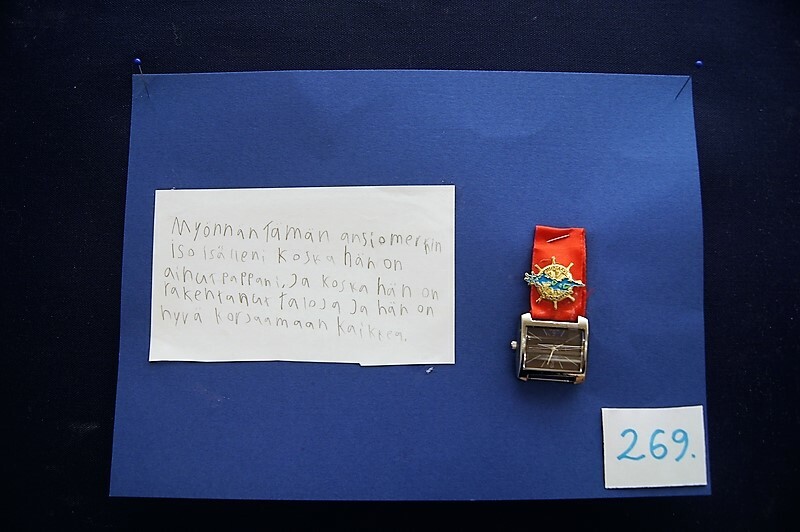 Myönnän tämän ansiomerkin
isoisälleni koska hän on
ainut pappani, ja koska hän on
rakentanut taloja ja hän on
hyvä korjaamaan kaikkea.
269.